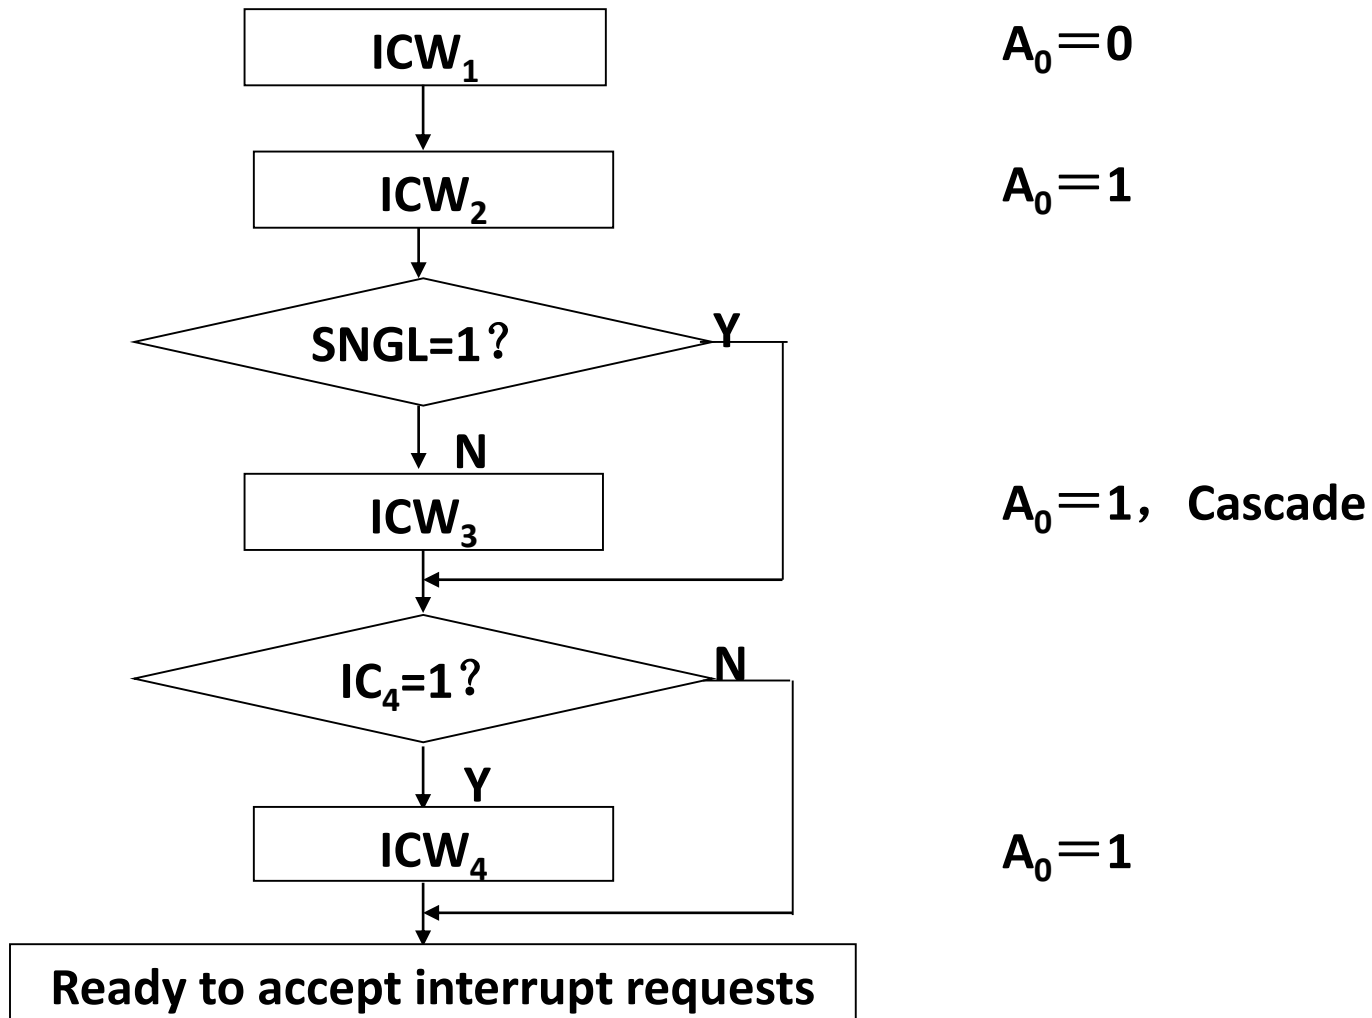 ICW₁ A₀＝0
ICW₂ A₀＝1
SNGL=1？ Y
N
ICW₃ A₀＝1，Cascade
IC₄=1？ N
Y
ICW₄ A₀＝1
Ready to accept interrupt requests